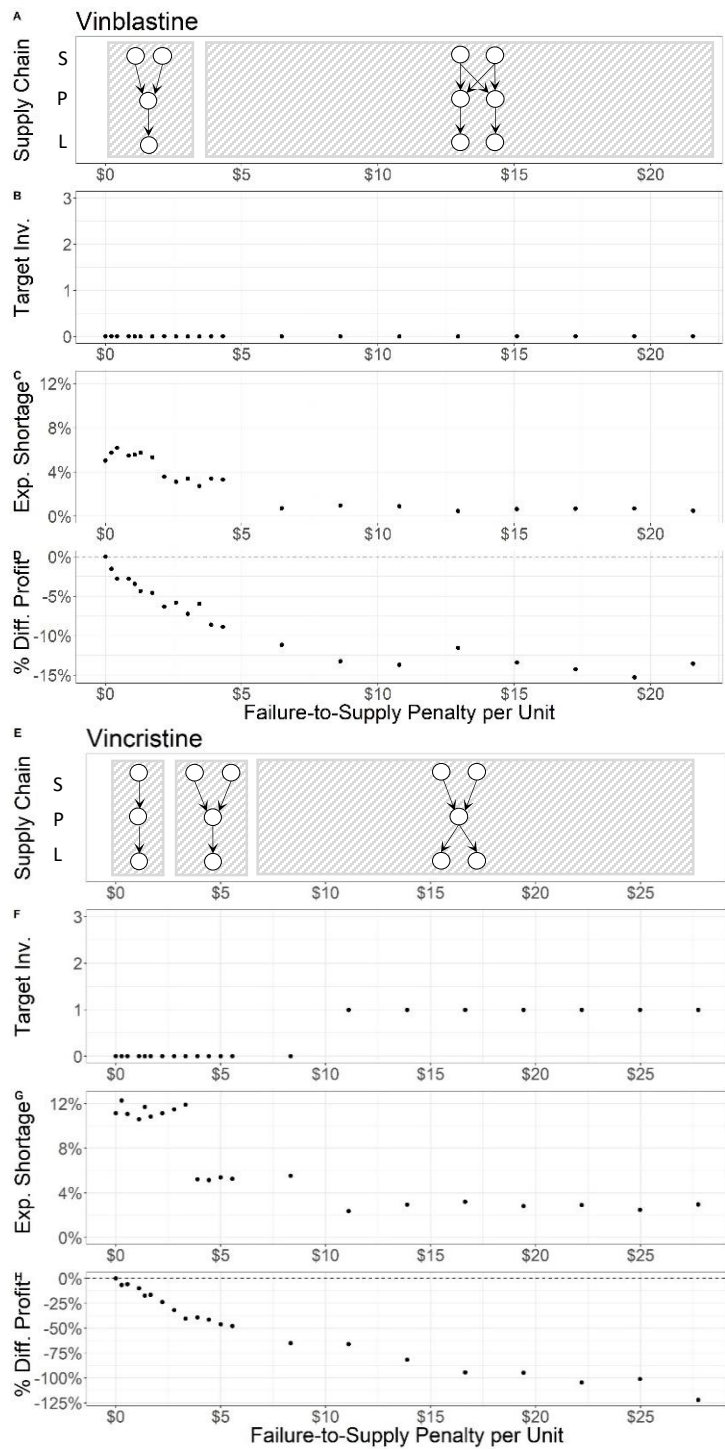 A
Vinblastine
Supply Chain
S
P
L
$0 $5 $10 $15 $20
B
Target Inv.
3
2
1
0
$0 $5 $10 $15 $20
C
Exp. Shortage
12%
8%
4%
0%
$0 $5 $10 $15 $20
D
% Diff. Profit
0%
-5%
-10%
-15%
$0 $5 $10 $15 $20
Failure-to-Supply Penalty per Unit
E
Vincristine
Supply Chain
S
P
L
$0 $5 $10 $15 $20 $25
F
Target Inv.
3
2
1
0
$0 $5 $10 $15 $20 $25
G
Exp. Shortage
12%
8%
4%
0%
$0 $5 $10 $15 $20 $25
H
% Diff. Profit
0%
-25%
-50%
-75%
-100%
-125%
$0 $5 $10 $15 $20 $25
Failure-to-Supply Penalty per Unit